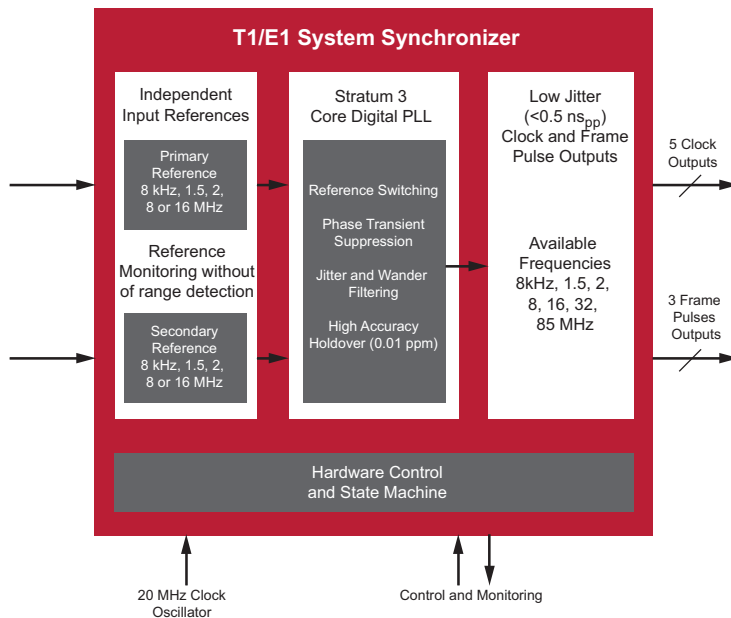 T1/E1 System Synchronizer
Independent
Input References
Primary
Reference
8 kHz, 1.5, 2,
8 or 16 MHz
Reference
Monitoring without
of range detection
Secondary
Reference
8 kHz, 1.5, 2,
8 or 16 MHz
Stratum 3
Core Digital PLL
Reference Switching
Phase Transient
Suppression
Jitter and Wander
Filtering
High Accuracy
Holdover (0.01 ppm)
Low Jitter
(<0.5 nspp)
Clock and Frame
Pulse Outputs
Available
Frequencies
8kHz, 1.5, 2,
8, 16, 32,
85 MHz
5 Clock
Outputs
3 Frame
Pulses
Outputs
Hardware Control
and State Machine
20 MHz Clock
Oscillator
Control and Monitoring